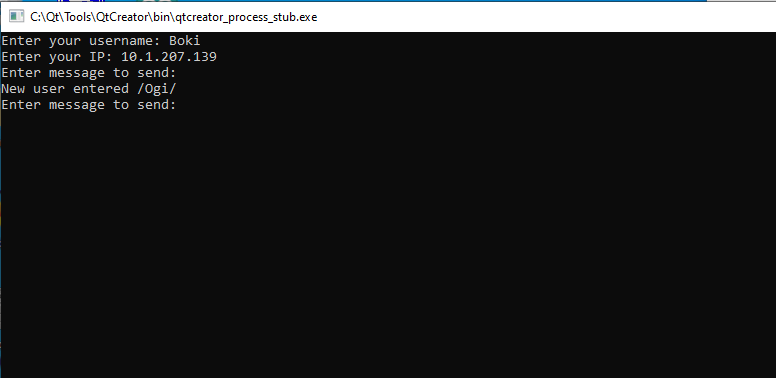 C:\Qt\Tools\QtCreator\bin\qtcreator_process_stub.exe
Enter your username: Boki
Enter your IP: 10.1.207.139
Enter message to send:
New user entered /Ogi/
Enter message to send: